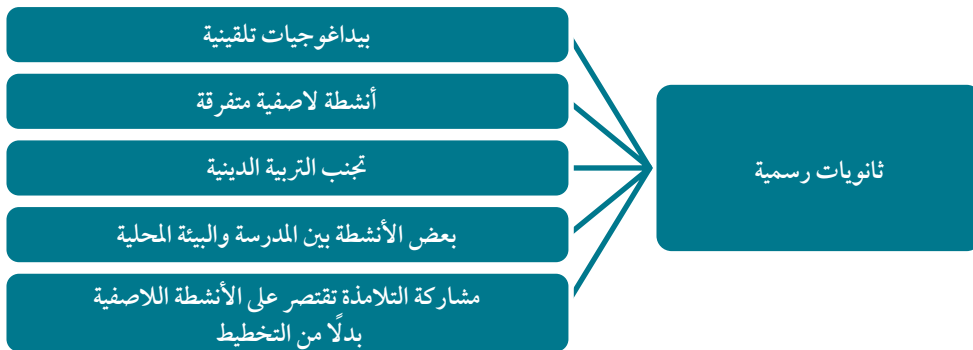 ثانويات رسمية
بيداغوجيات تلقينية
أنشطة لاصفية متفرقة
تجنب التربية الدينية
بعض الأنشطة بين المدرسة والبيئة المحلية
مشاركة التلامذة تقتصر على الأنشطة اللاصفية
بدلًا من التخطيط